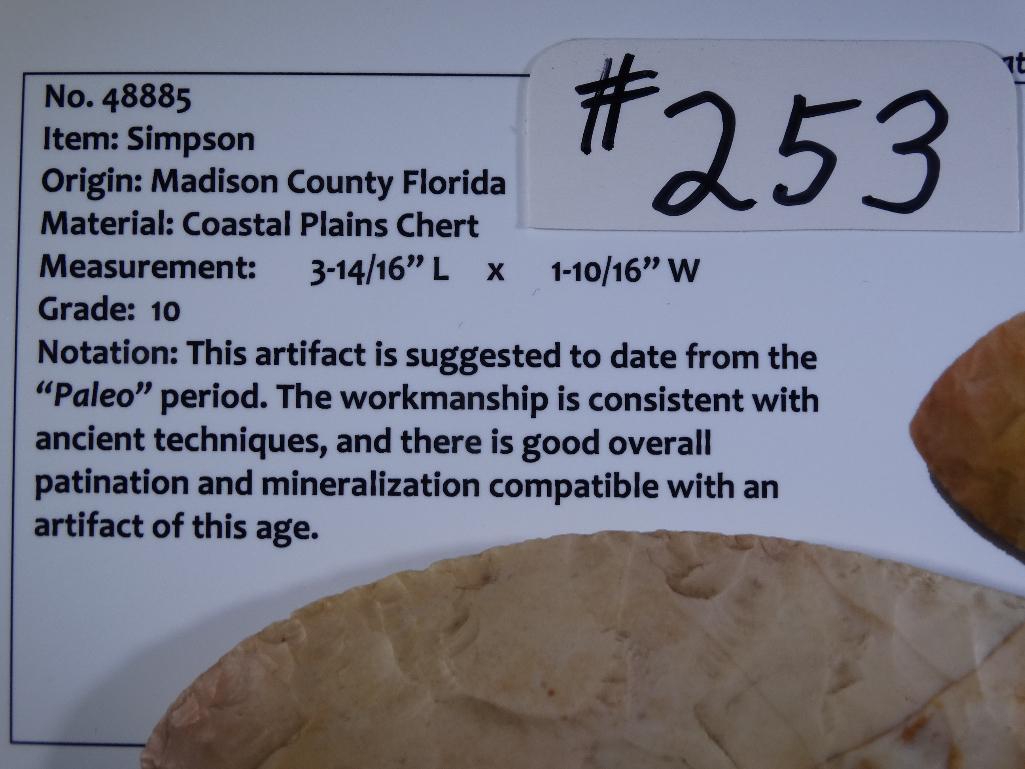 #253
No. 48885
Item: Simpson
Origin: Madison County Florida
Material: Coastal Plains Chert
Measurement: 3-14/16” L x 1-10/16” W
Grade: 10
Notation: This artifact is suggested to date from the
“Paleo” period. The workmanship is consistent with
ancient techniques, and there is good overall
patination and mineralization compatible with an
artifact of this age.